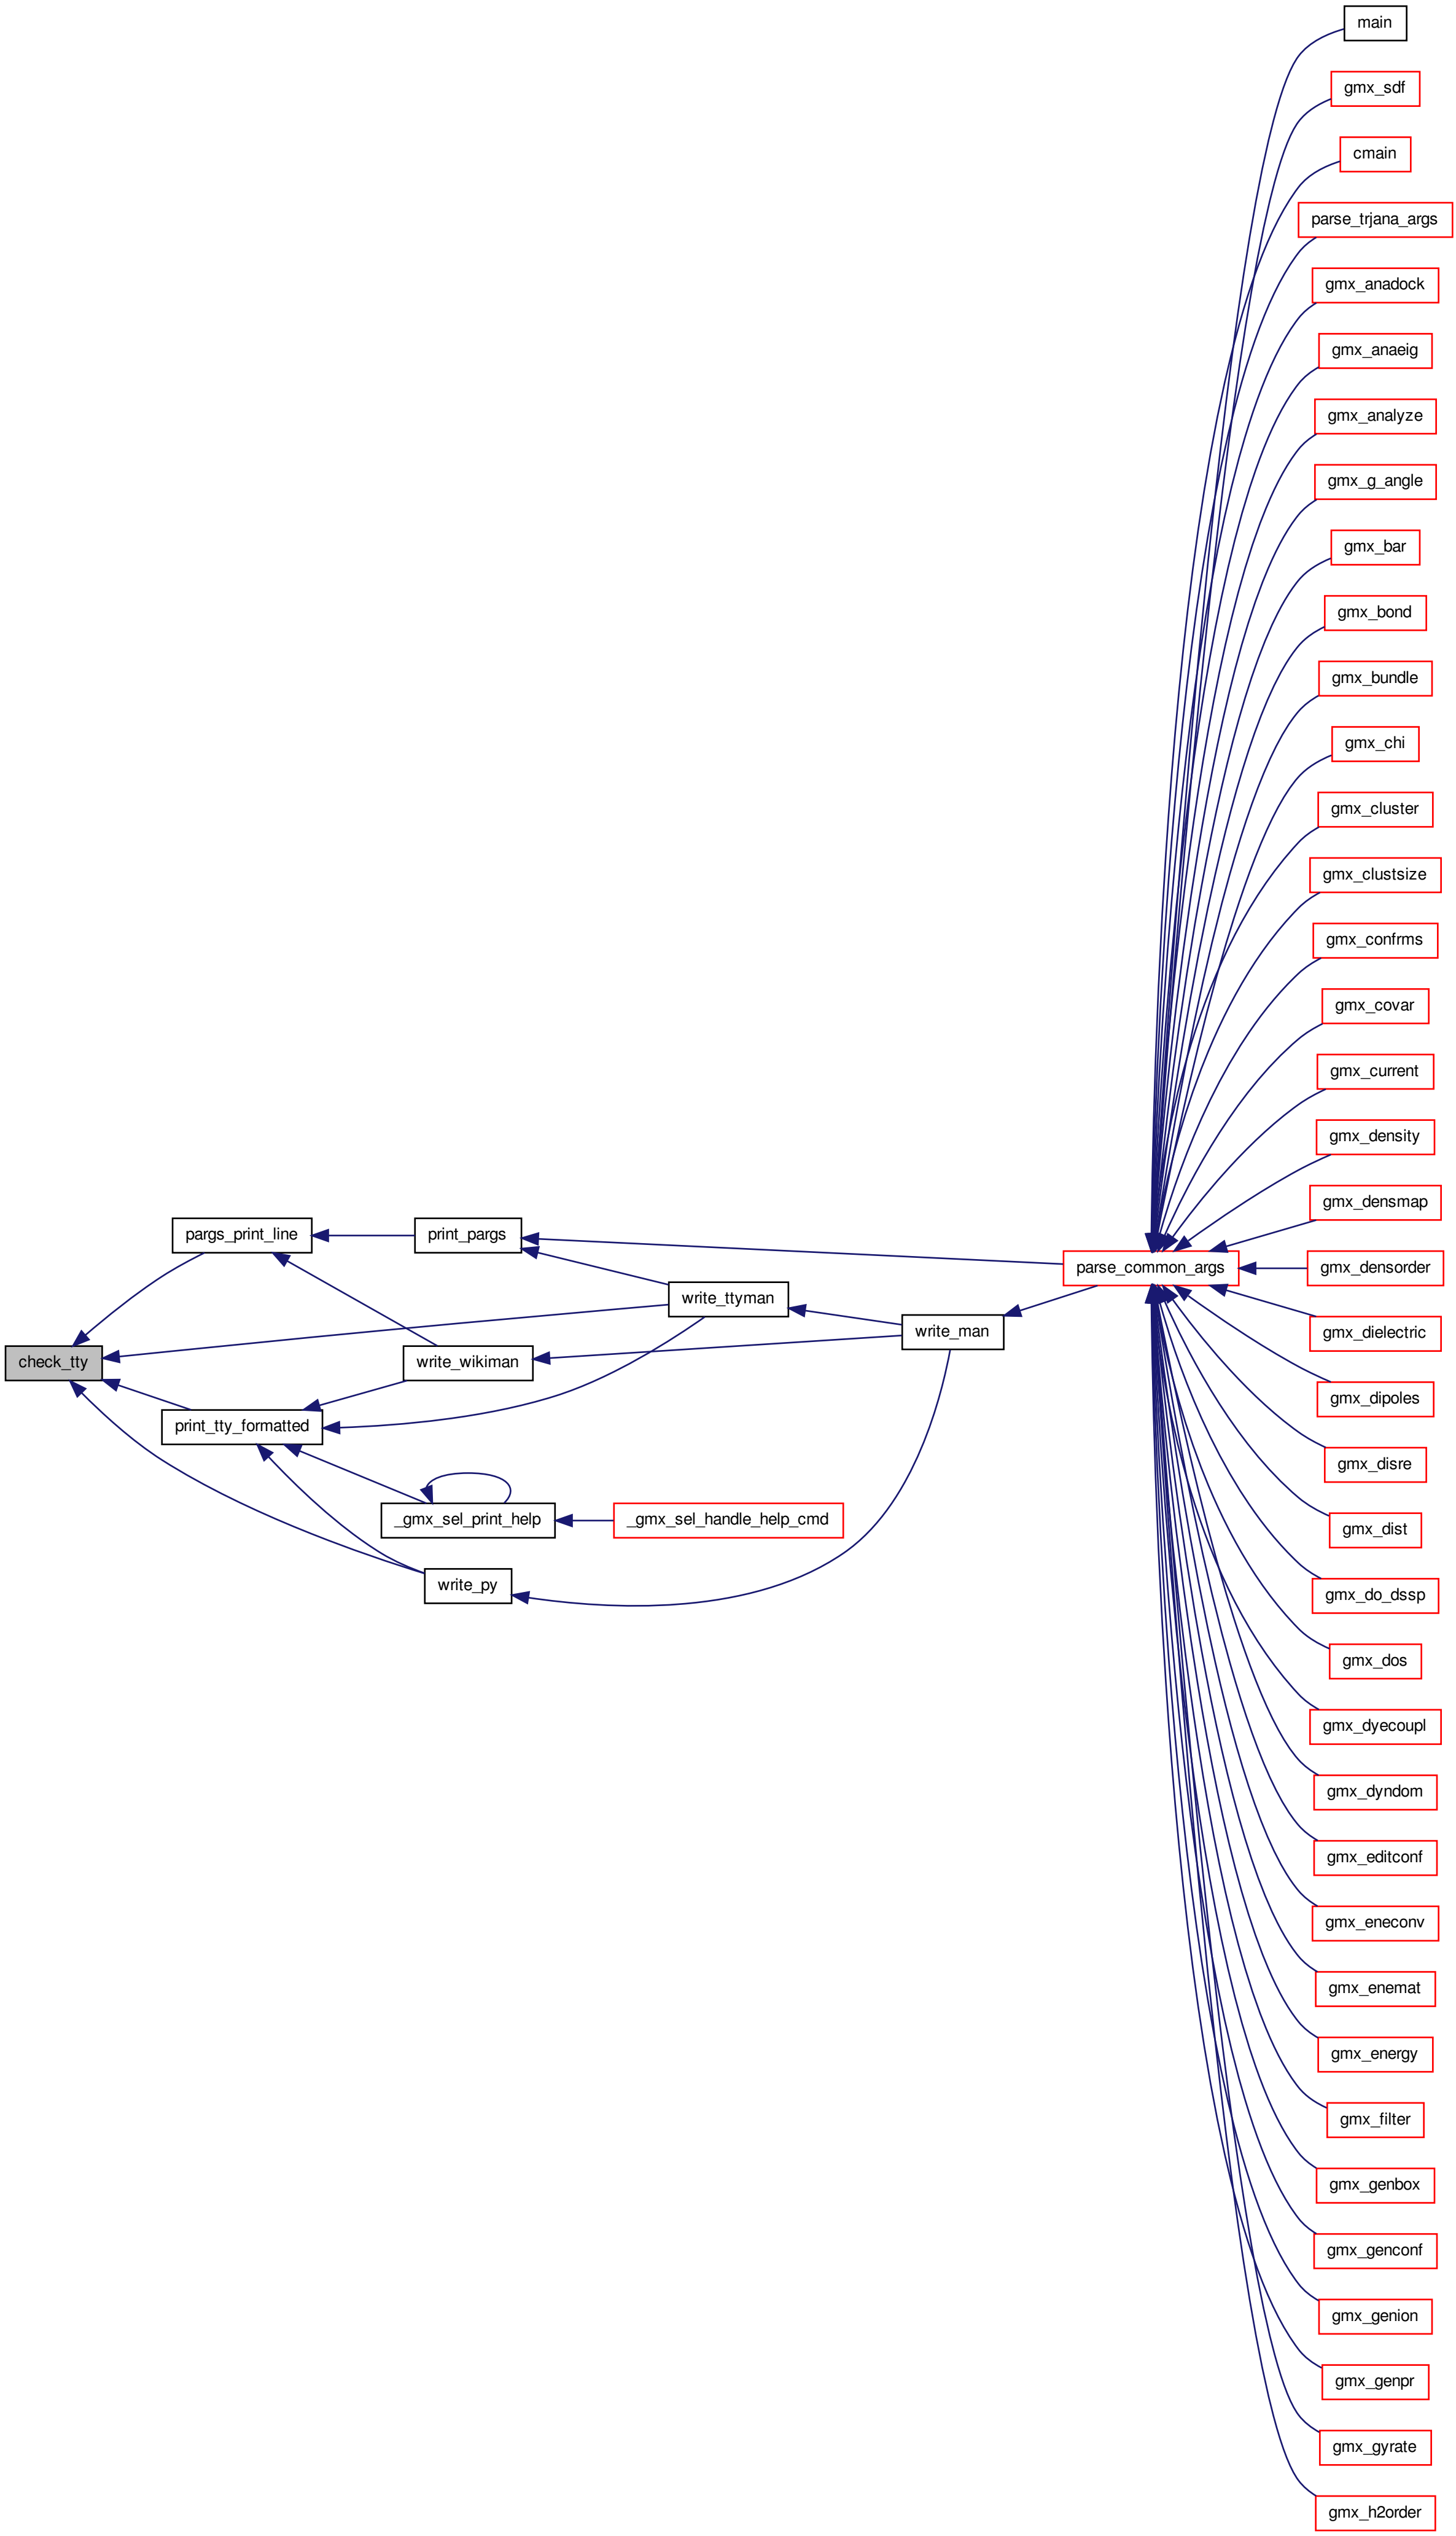 main
gmx_sdf
cmain
parse_trjana_args
gmx_anadock
gmx_anaeig
gmx_analyze
gmx_g_angle
gmx_bar
gmx_bond
gmx_bundle
gmx_chi
gmx_cluster
gmx_clustsize
gmx_confrms
gmx_covar
gmx_current
gmx_density
gmx_densmap
pargs_print_line
print_pargs
parse_common_args
gmx_densorder
write_ttyman
write_man
gmx_dielectric
check_tty
write_wikiman
gmx_dipoles
print_tty_formatted
gmx_disre
_gmx_sel_print_help
_gmx_sel_handle_help_cmd
gmx_dist
write_py
gmx_do_dssp
gmx_dos
gmx_dyecoupl
gmx_dyndom
gmx_editconf
gmx_eneconv
gmx_enemat
gmx_energy
gmx_filter
gmx_genbox
gmx_genconf
gmx_genion
gmx_genpr
gmx_gyrate
gmx_h2order